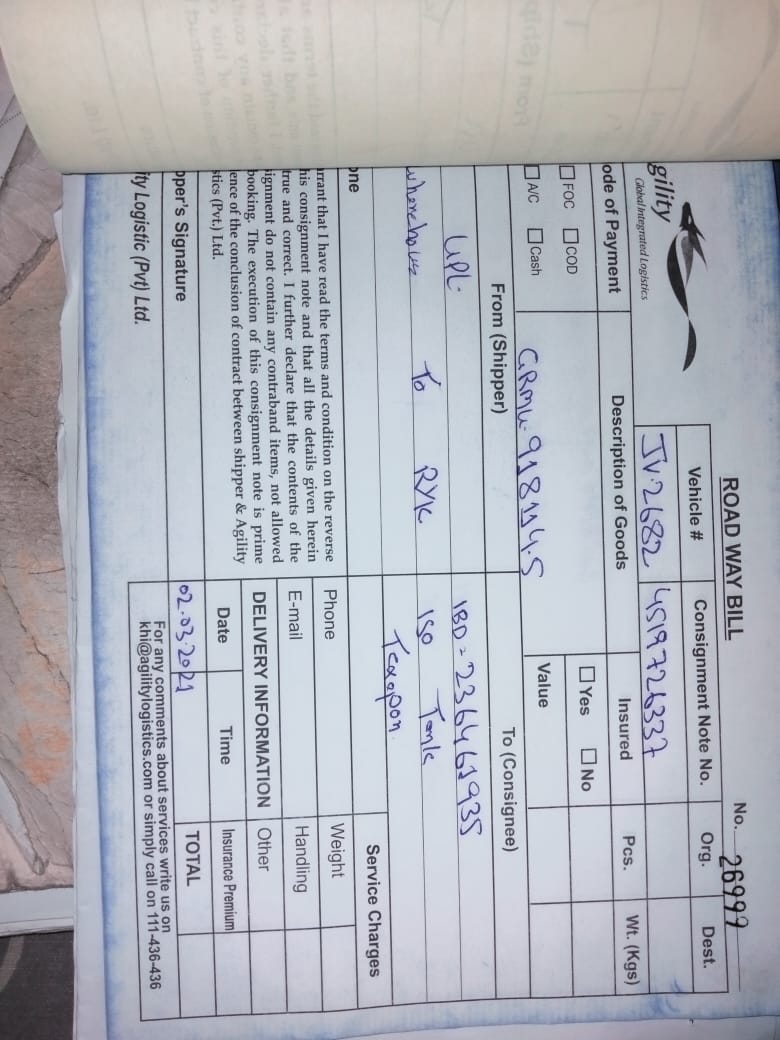 ROAD WAY BILL
No. 26999
gility
Global Integrated Logistics
Vehicle # Consignment Note No. Org. Dest.
JV.2682 4519726337
ode of Payment Description of Goods Insured Pcs. Wt. (Kgs)
FOC COD Yes No
A/C Cash Value
GRMU.918114.5
From (Shipper) To (Consignee)
UPL. IBD - 236461935
To RYK ISO Tank
one
Service Charges
Phone Weight
E-mail Handling
DELIVERY INFORMATION Other
Date Time Insurance Premium
02.03.2021 TOTAL
arrant that I have read the terms and condition on the reverse
his consignment note and that all the details given herein
true and correct. I further declare that the contents of the
ignment do not contain any contraband items, not allowed
booking. The execution of this consignment note is prime
ence of the conclusion of contract between shipper & Agility
stics (Pvt.) Ltd.
pper's Signature
ity Logistic (Pvt) Ltd.
For any comments about services write us on
khi@agilitylogistics.com or simply call on 111-436-436